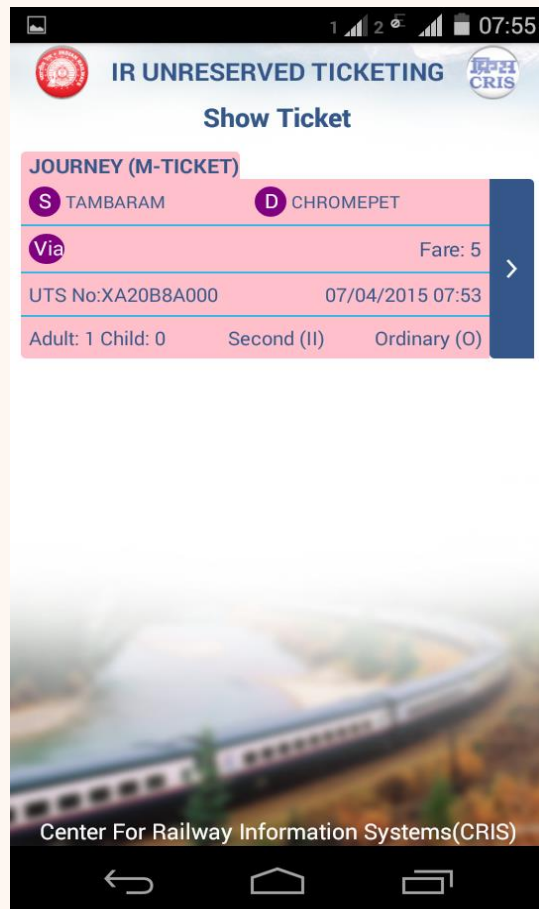 1 2 E 07:55
IR UNRESERVED TICKETING
क्रिस
CRIS
Show Ticket
JOURNEY (M-TICKET)
S TAMBARAM D CHROMEPET
Via Fare: 5
UTS No:XA20B8A000 07/04/2015 07:53
Adult: 1 Child: 0 Second (II) Ordinary (O)
Center For Railway Information Systems(CRIS)